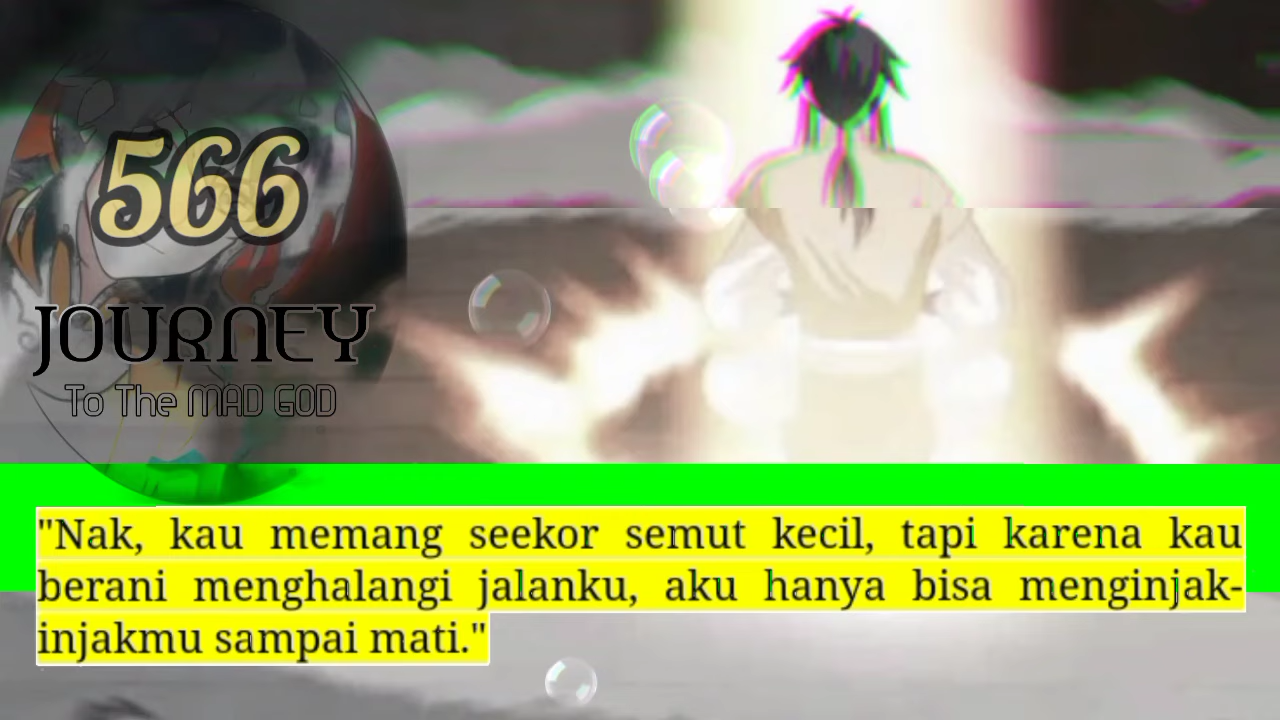 566
JOURNEY
To The MAD GOD
"Nak, kau memang seekor semut kecil, tapi karena kau
berani menghalangi jalanku, aku hanya bisa menginjak-
injakmu sampai mati."